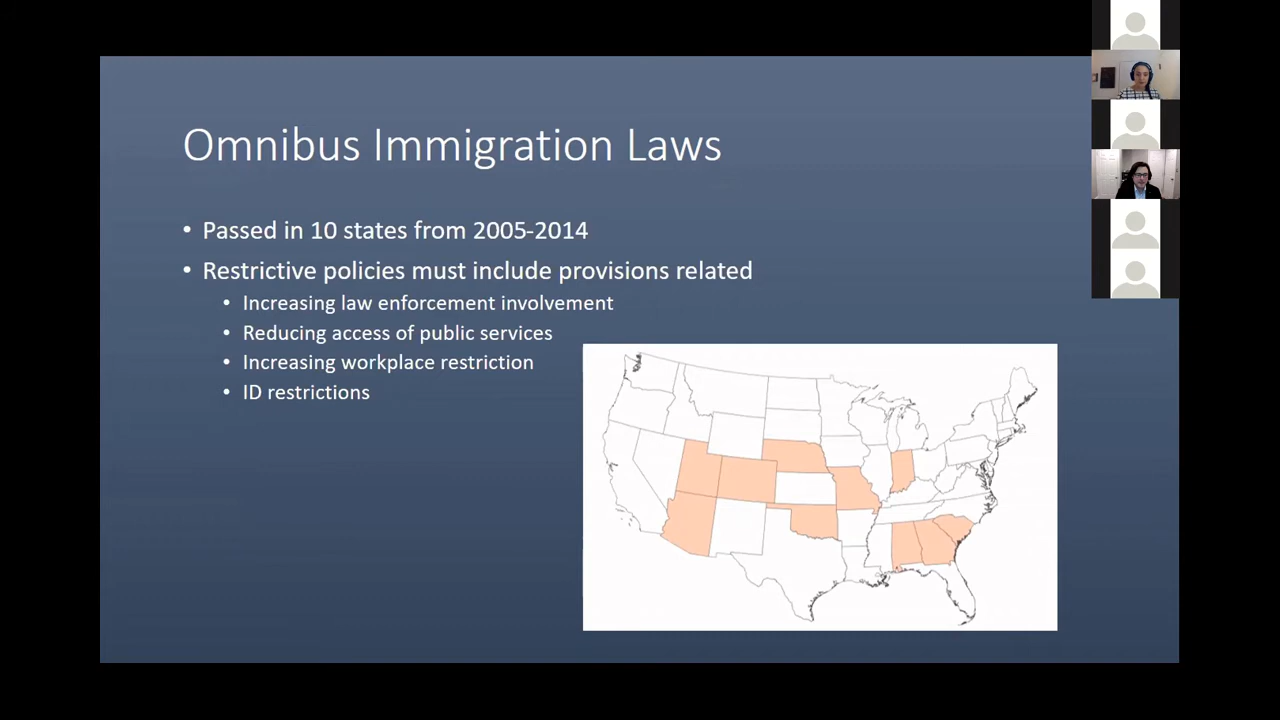 Omnibus Immigration Laws
• Passed in 10 states from 2005-2014
• Restrictive policies must include provisions related
• Increasing law enforcement involvement
• Reducing access of public services
• Increasing workplace restriction
• ID restrictions